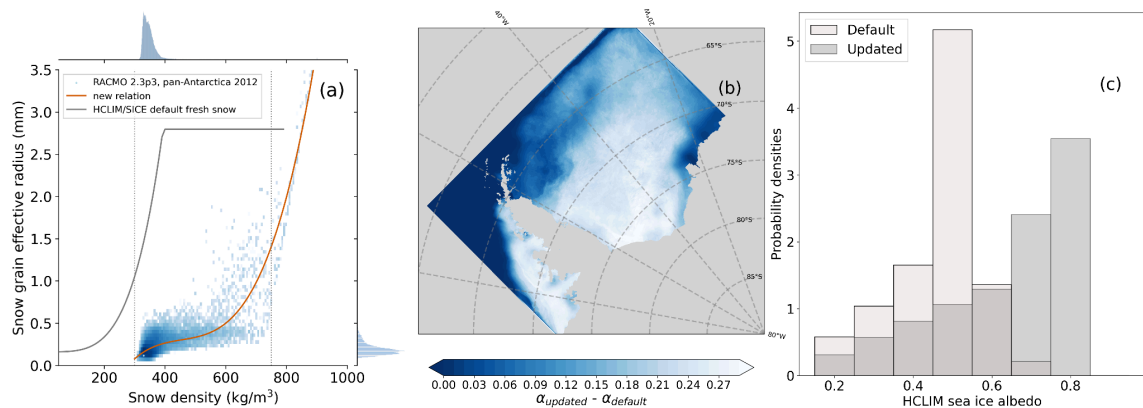 (a)
RACMO 2.3p3, pan-Antarctica 2012
new relation
HCLIM/SICE default fresh snow
Snow grain effective radius (mm)
3.5
3.0
2.5
2.0
1.5
1.0
0.5
0.0
200 400 600 800 1000
Snow density (kg/m³)
(b)
40°W
20°W
65°S
70°S
75°S
80°S
85°S
80°W
0.00 0.03 0.06 0.09 0.12 0.15 0.18 0.21 0.24 0.27
α_updated - α_default
(c)
Default
Updated
Probability densities
5
4
3
2
1
0
0.2 0.4 0.6 0.8
HCLIM sea ice albedo